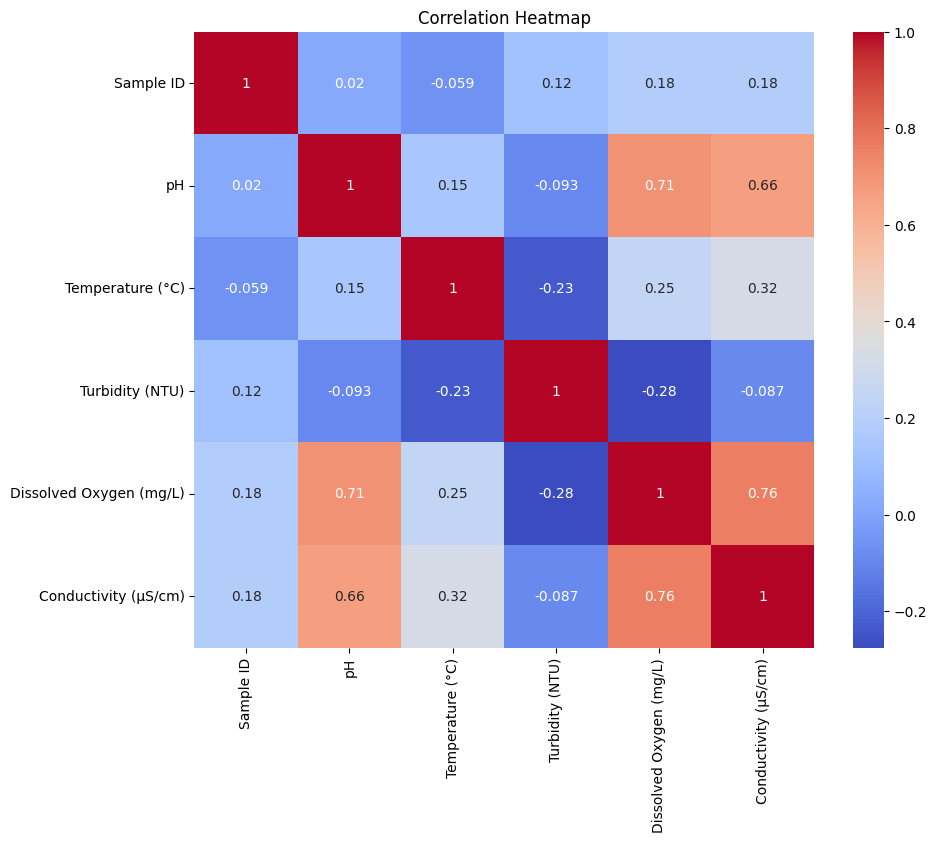 Correlation Heatmap
Sample ID 1 0.02 -0.059 0.12 0.18 0.18
pH 0.02 1 0.15 -0.093 0.71 0.66
Temperature (°C) -0.059 0.15 1 -0.23 0.25 0.32
Turbidity (NTU) 0.12 -0.093 -0.23 1 -0.28 -0.087
Dissolved Oxygen (mg/L) 0.18 0.71 0.25 -0.28 1 0.76
Conductivity (µS/cm) 0.18 0.66 0.32 -0.087 0.76 1
Sample ID
pH
Temperature (°C)
Turbidity (NTU)
Dissolved Oxygen (mg/L)
Conductivity (µS/cm)
1.0
0.8
0.6
0.4
0.2
0.0
−0.2